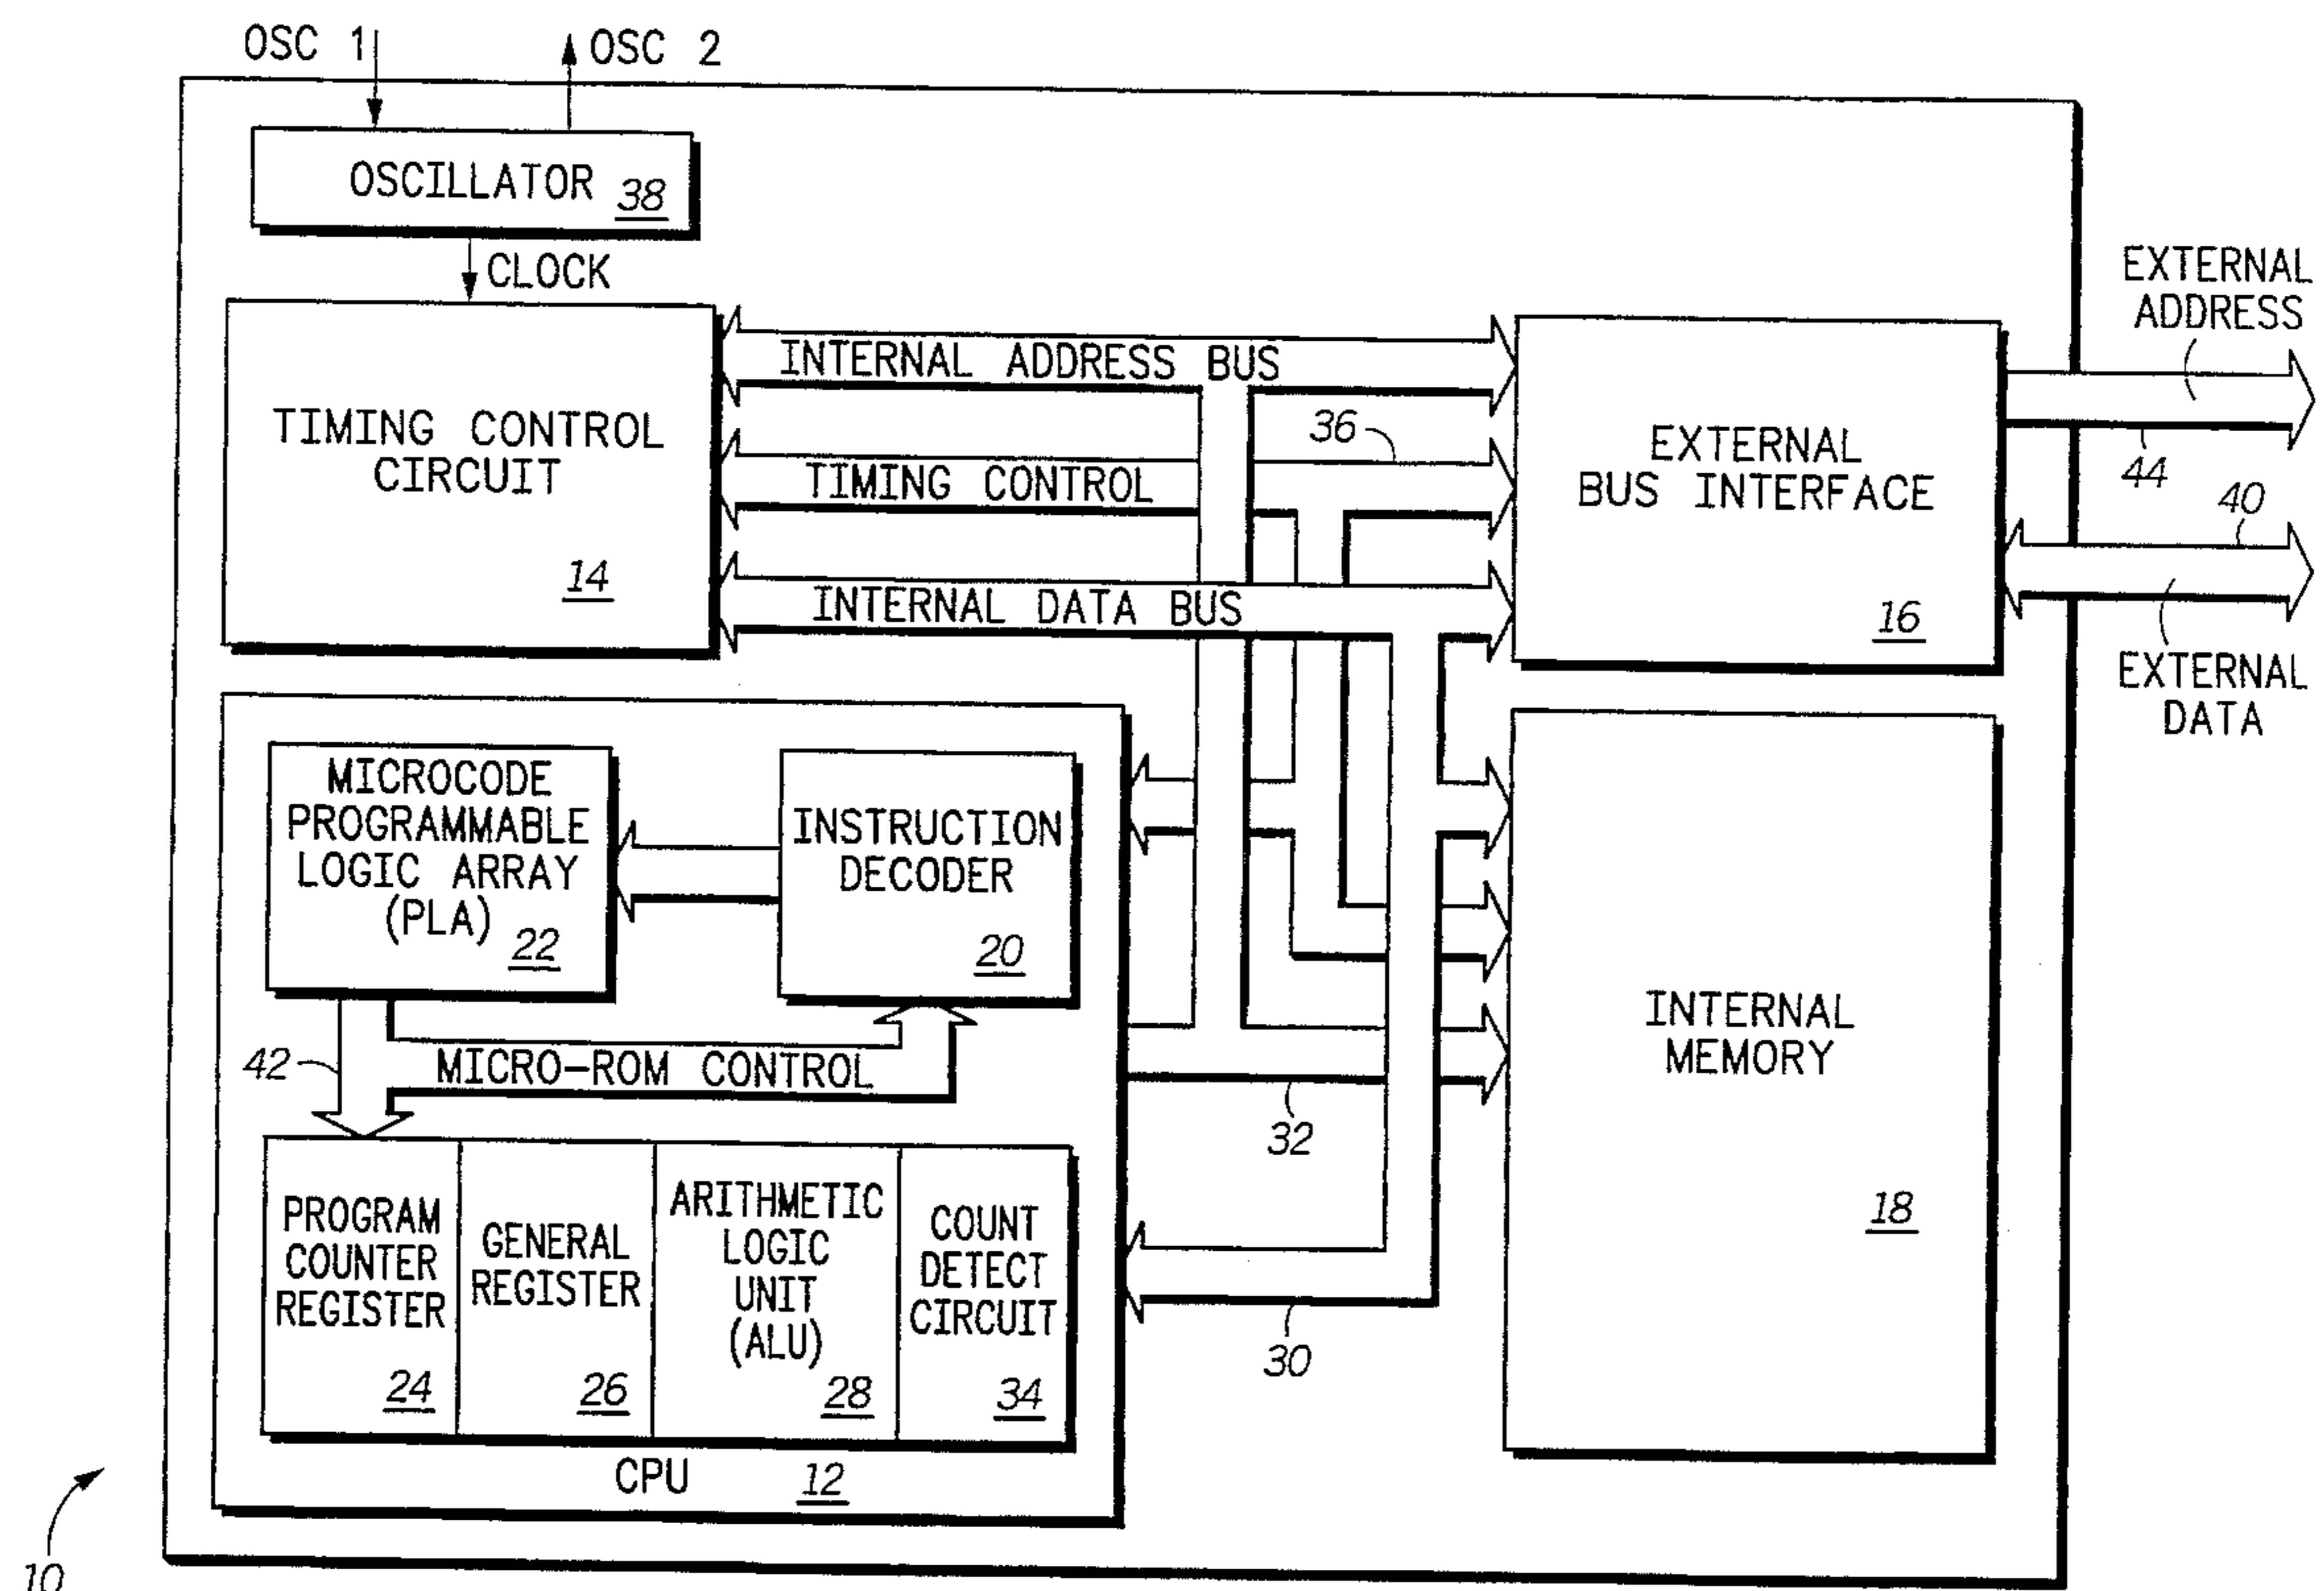 OSC 1
OSC 2
OSCILLATOR 38
CLOCK
TIMING CONTROL
CIRCUIT
14
INTERNAL ADDRESS BUS
36
TIMING CONTROL
INTERNAL DATA BUS
EXTERNAL
BUS INTERFACE
16
EXTERNAL
ADDRESS
44
40
EXTERNAL
DATA
MICROCODE
PROGRAMMABLE
LOGIC ARRAY
(PLA)
22
INSTRUCTION
DECODER
20
42
MICRO-ROM CONTROL
PROGRAM
COUNTER
REGISTER
24
GENERAL
REGISTER
26
ARITHMETIC
LOGIC
UNIT
(ALU)
28
COUNT
DETECT
CIRCUIT
34
CPU 12
32
30
INTERNAL
MEMORY
18
10